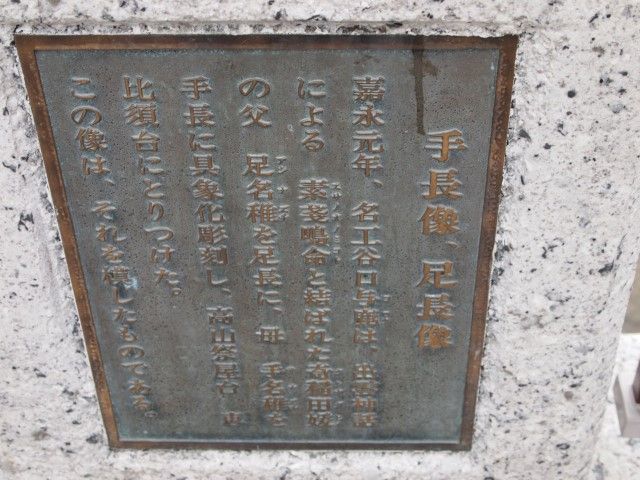 手長像、足長像
嘉永元年、名工谷口与鹿は、出雲神話
による 素戔鳴命と結ばれた奇稲田姫
の父 足名稚を足長に、母 手名稚を
手長に具象化彫刻し、高山祭屋台 恵
比須台にとりつけた。
この像は、それを模したものである。